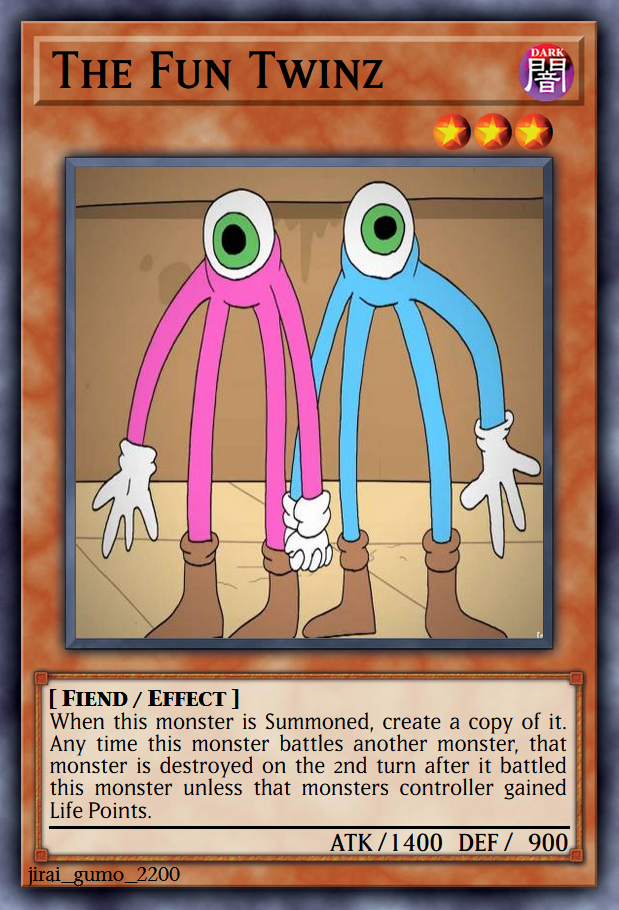 The Fun Twinz
DARK
闇
[ Fiend / Effect ]
When this monster is Summoned, create a copy of it.
Any time this monster battles another monster, that
monster is destroyed on the 2nd turn after it battled
this monster unless that monsters controller gained
Life Points.
ATK / 1400 DEF / 900
jirai_gumo_2200